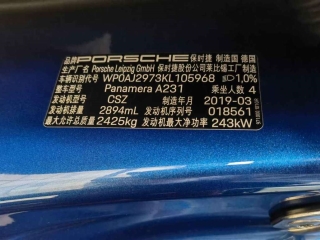 品牌 PORSCHE 保时捷 制造国 德国
生产厂名 Porsche Leipzig GmbH 保时捷股份公司莱比锡工厂制造
车辆识别代号 WP0AJ2973KL105968 1,0%
整车型号 Panamera A231 乘坐人数 4
发动机型号 CSZ 制造年月 2019-03
发动机排量 2894mL 发动机序列号 018561
最大允许总质量 2425kg 发动机最大净功率 243kW